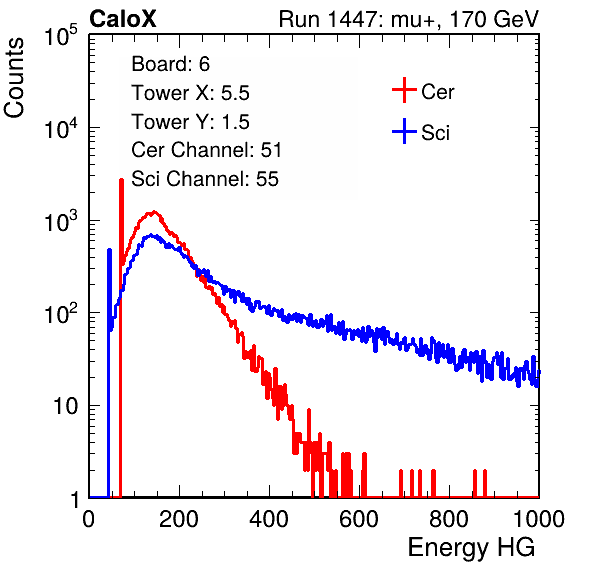 CaloX Run 1447: mu+, 170 GeV
Counts
Board: 6
Tower X: 5.5
Tower Y: 1.5
Cer Channel: 51
Sci Channel: 55
Cer
Sci
10^5
10^4
10^3
10^2
10
1
0 200 400 600 800 1000
Energy HG